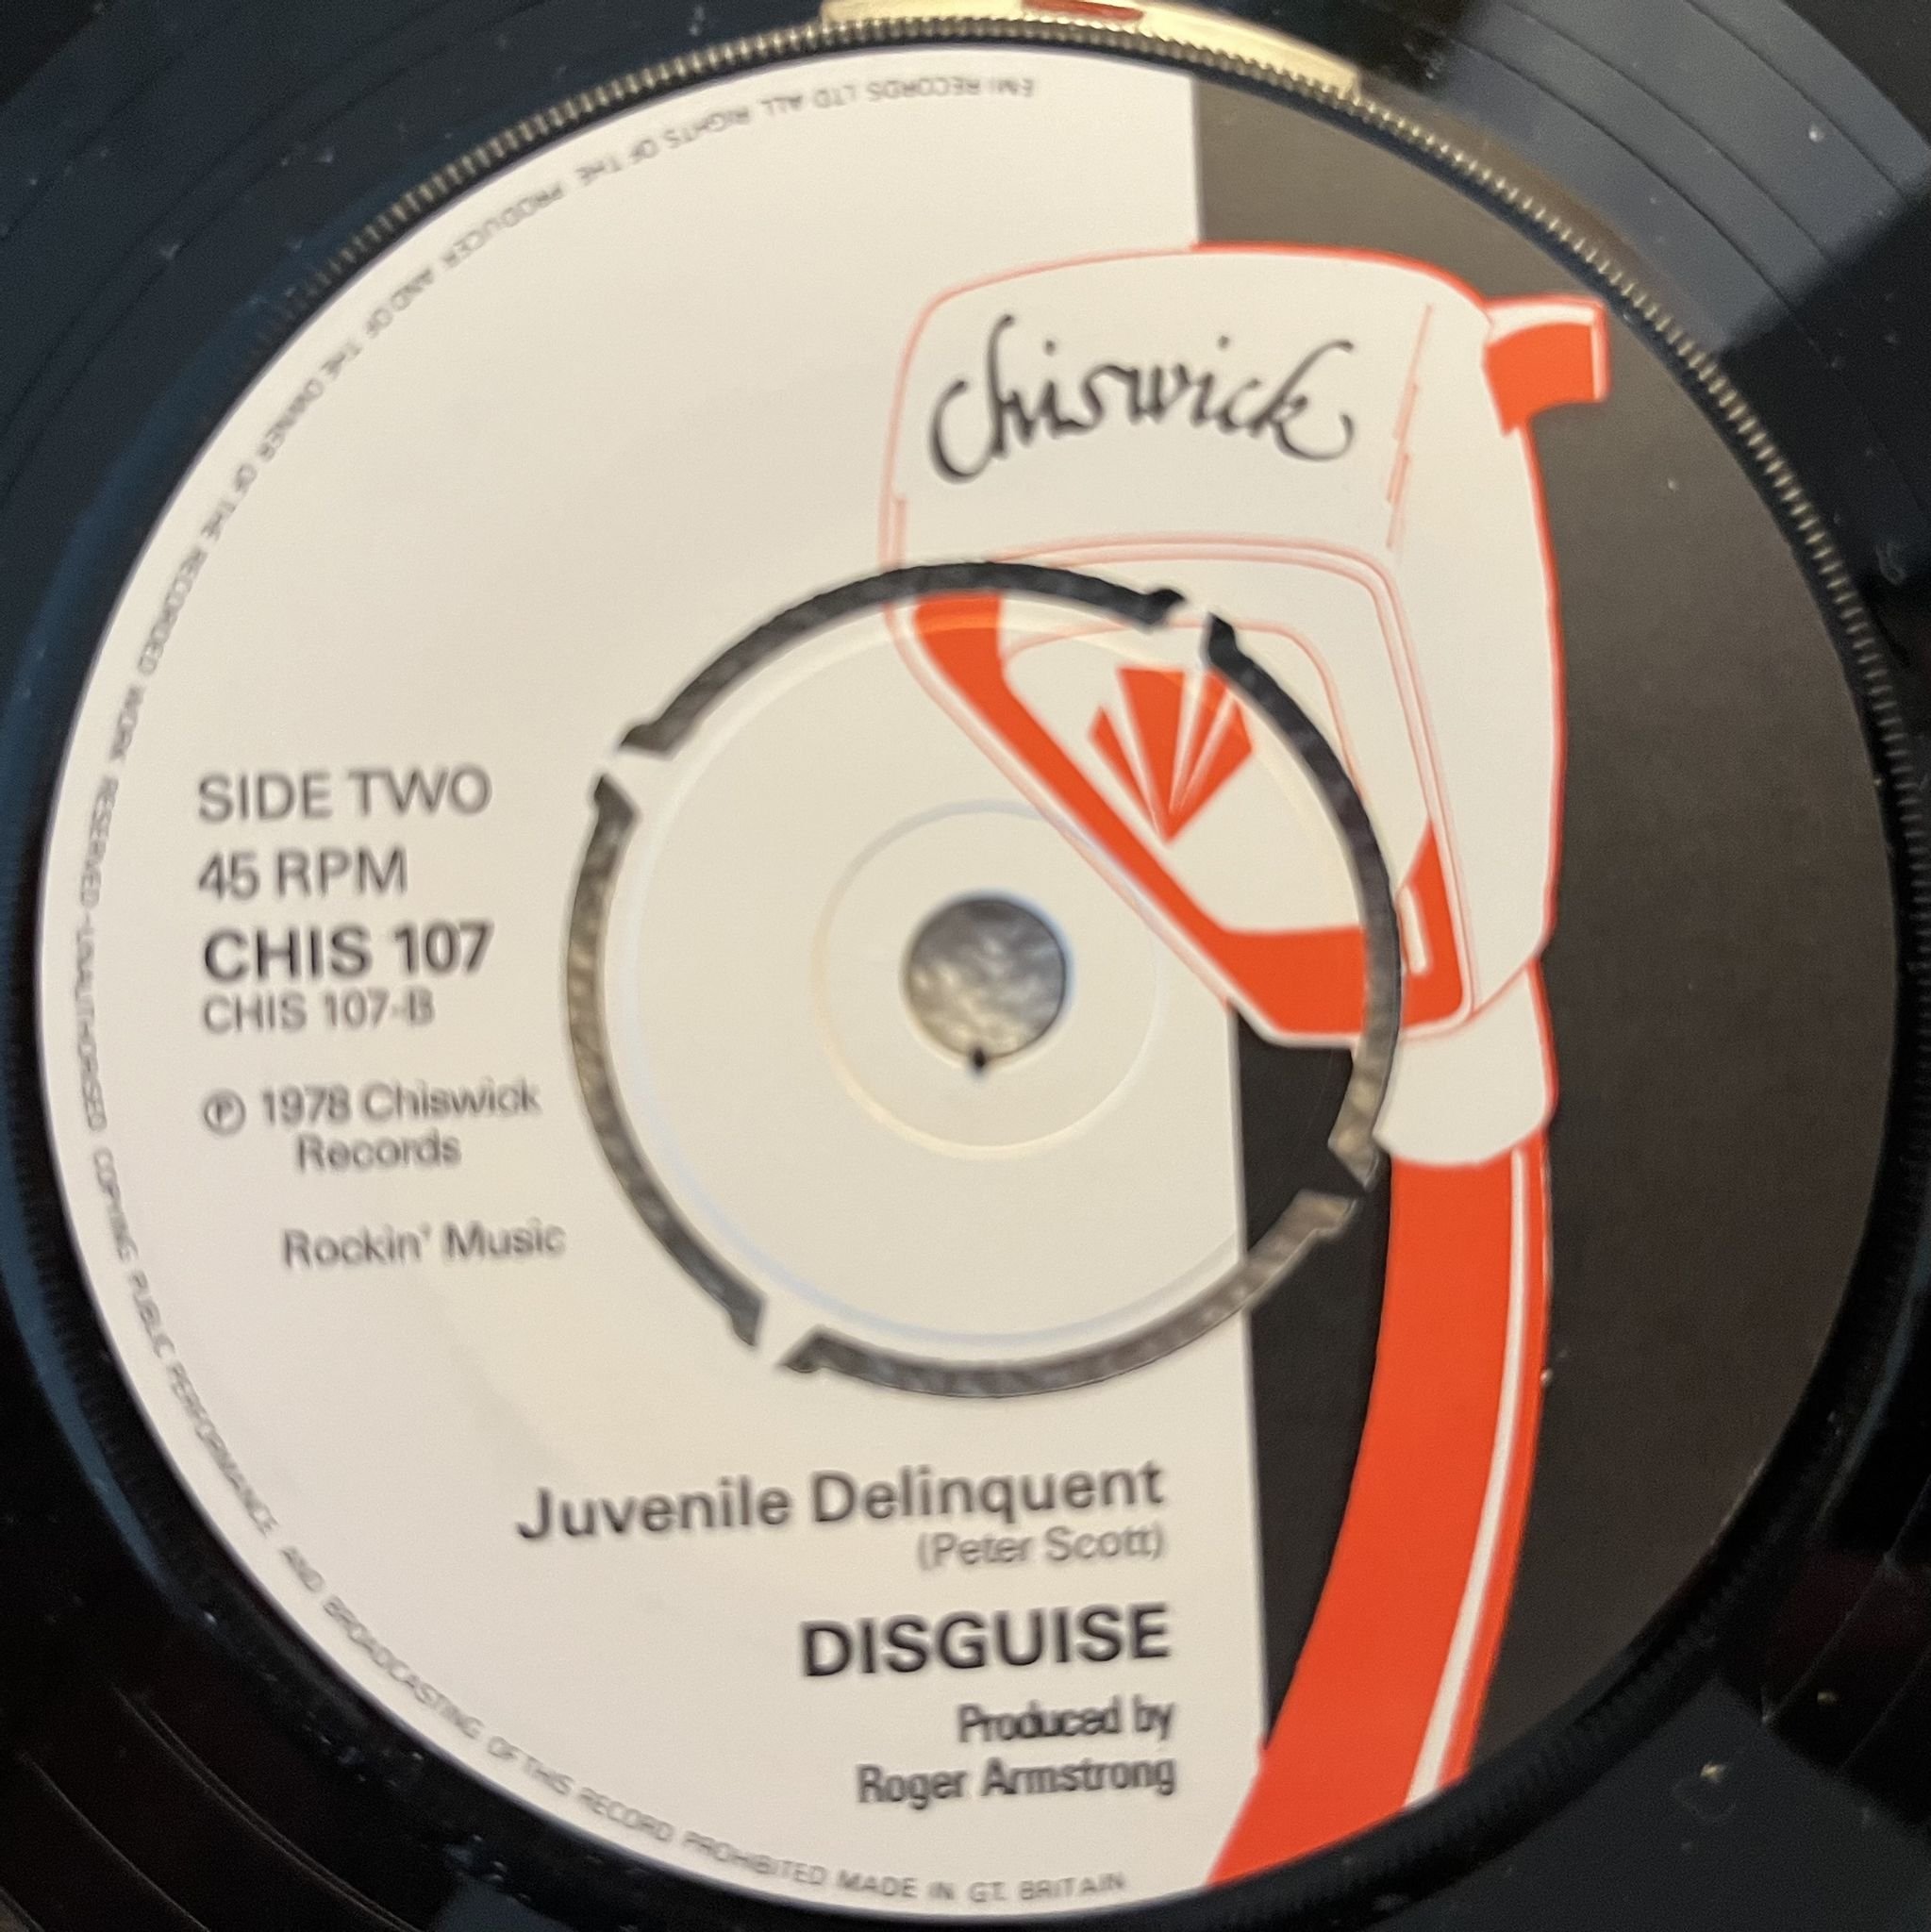 chiswick
SIDE TWO
45 RPM
CHIS 107
CHIS 107-B
℗ 1978 Chiswick
Records
Rockin' Music
Juvenile Delinquent
(Peter Scott)
DISGUISE
Produced by
Roger Armstrong
EMI RECORDS LTD ALL RIGHTS OF THE PRODUCER AND OF THE OWNER OF THE RECORDED WORK RESERVED-UNAUTHORISED COPYING PUBLIC PERFORMANCE AND BROADCASTING OF THIS RECORD PROHIBITED MADE IN GT. BRITAIN